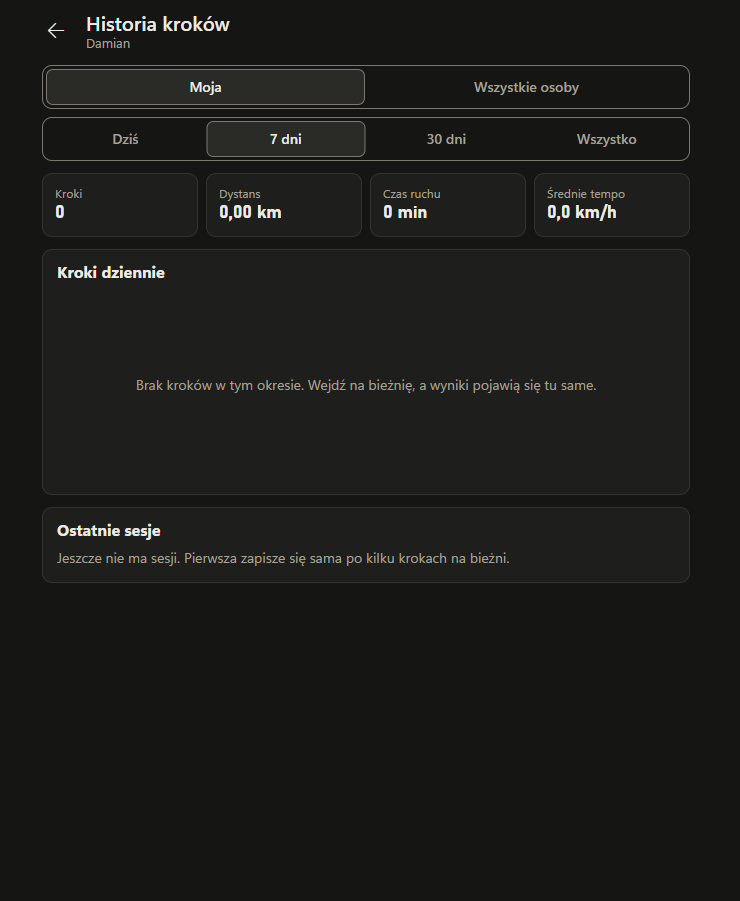 Historia kroków
Damian
Moja
Wszystkie osoby
Dziś
7 dni
30 dni
Wszystko
Kroki
0
Dystans
0,00 km
Czas ruchu
0 min
Średnie tempo
0,0 km/h
Kroki dziennie
Brak kroków w tym okresie. Wejdź na bieżnię, a wyniki pojawią się tu same.
Ostatnie sesje
Jeszcze nie ma sesji. Pierwsza zapisze się sama po kilku krokach na bieżni.